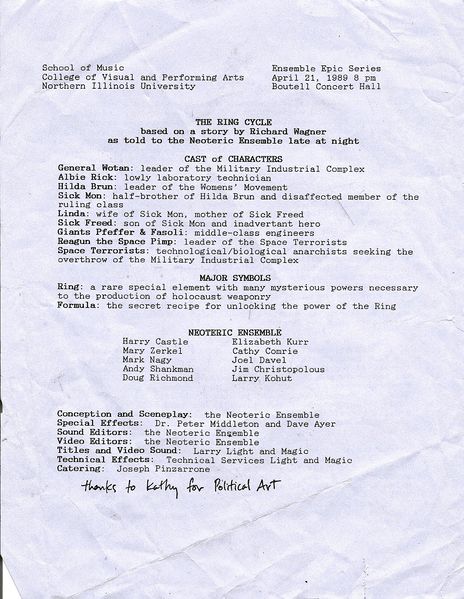 School of Music
College of Visual and Performing Arts
Northern Illinois University
Ensemble Epic Series
April 21, 1989 8 pm
Boutell Concert Hall
THE RING CYCLE
based on a story by Richard Wagner
as told to the Neoteric Ensemble late at night
CAST of CHARACTERS
General Wotan: leader of the Military Industrial Complex
Albie Rick: lowly laboratory technician
Hilda Brun: leader of the Womens' Movement
Sick Mon: half-brother of Hilda Brun and disaffected member of the
ruling class
Linda: wife of Sick Mon, mother of Sick Freed
Sick Freed: son of Sick Mon and inadvertant hero
Giants Pfeffer & Fasoli: middle-class engineers
Reagun the Space Pimp: leader of the Space Terrorists
Space Terrorists: technological/biological anarchists seeking the
overthrow of the Military Industrial Complex
MAJOR SYMBOLS
Ring: a rare special element with many mysterious powers necessary
to the production of holocaust weaponry
Formula: the secret recipe for unlocking the power of the Ring
NEOTERIC ENSEMBLE
Harry Castle Elizabeth Kurr
Mary Zerkel Cathy Comrie
Mark Nagy Joel Davel
Andy Shankman Jim Christopolous
Doug Richmond Larry Kohut
Conception and Sceneplay: the Neoteric Ensemble
Special Effects: Dr. Peter Middleton and Dave Ayer
Sound Editors: the Neoteric Ensemble
Video Editors: the Neoteric Ensemble
Titles and Video Sound: Larry Light and Magic
Technical Effects: Technical Services Light and Magic
Catering: Joseph Pinzarrone
thanks to Kathy for Political Art